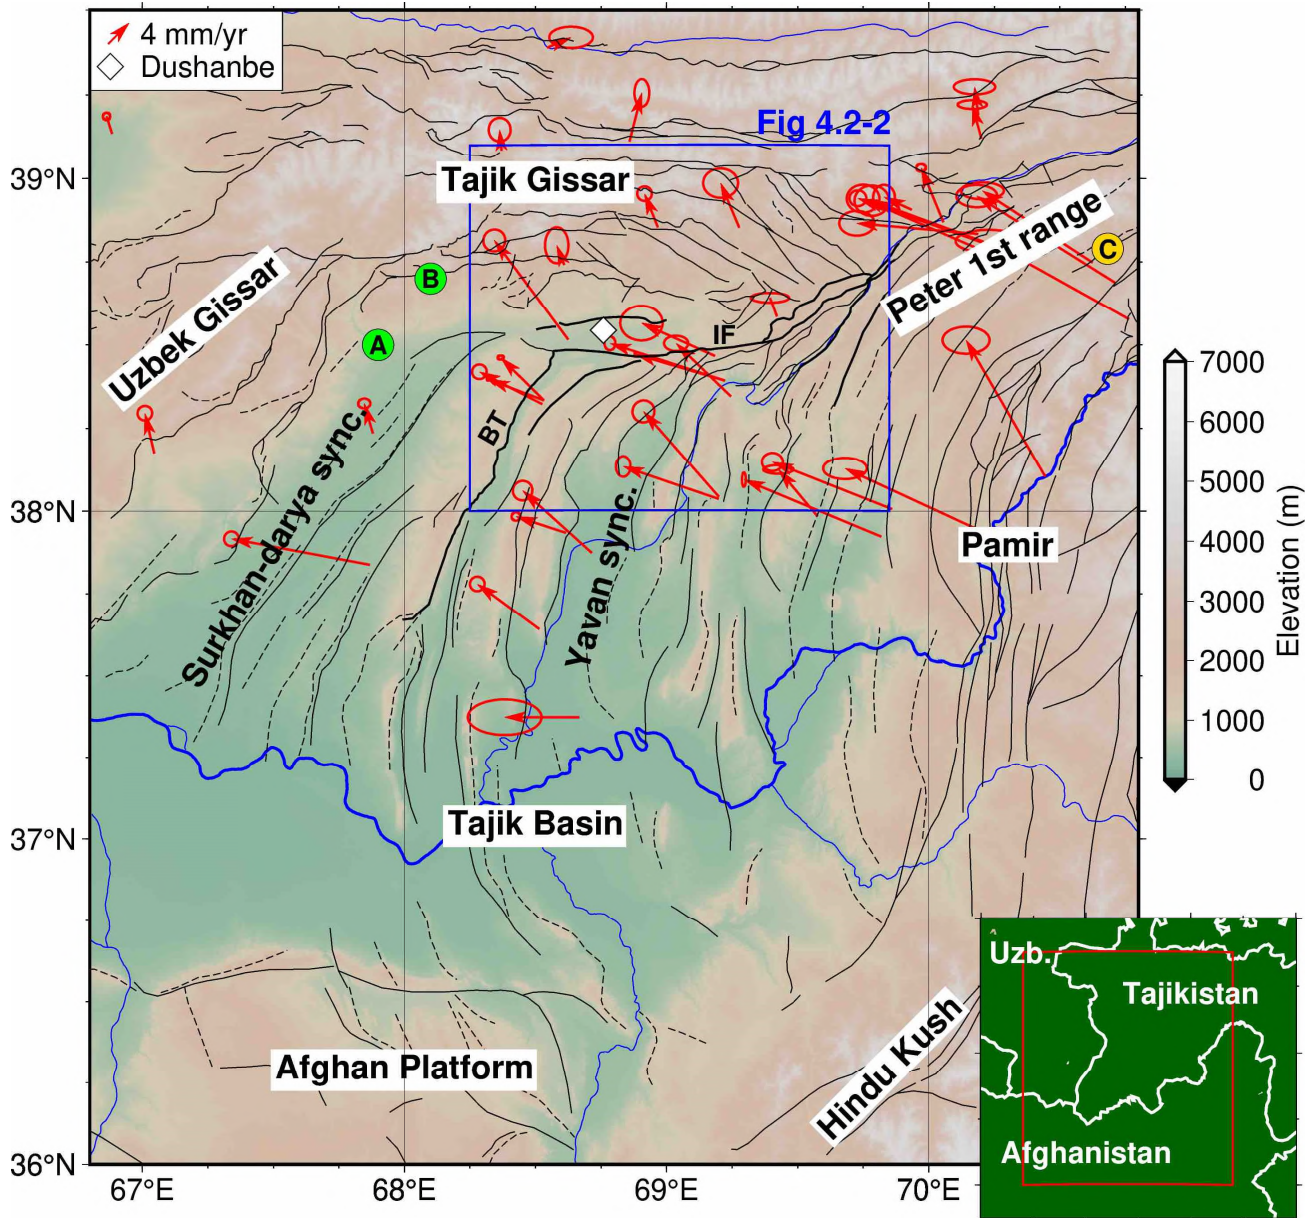 4 mm/yr
Dushanbe
Fig 4.2-2
39°N
Tajik Gissar
Peter 1st range
C
B
Uzbek Gissar
A
IF
BT
Surkhan-darya sync.
Yavan sync.
38°N
Pamir
Tajik Basin
37°N
Afghan Platform
Hindu Kush
36°N
67°E
68°E
69°E
70°E
7000
6000
5000
4000
3000
2000
1000
0
Elevation (m)
Uzb.
Tajikistan
Afghanistan